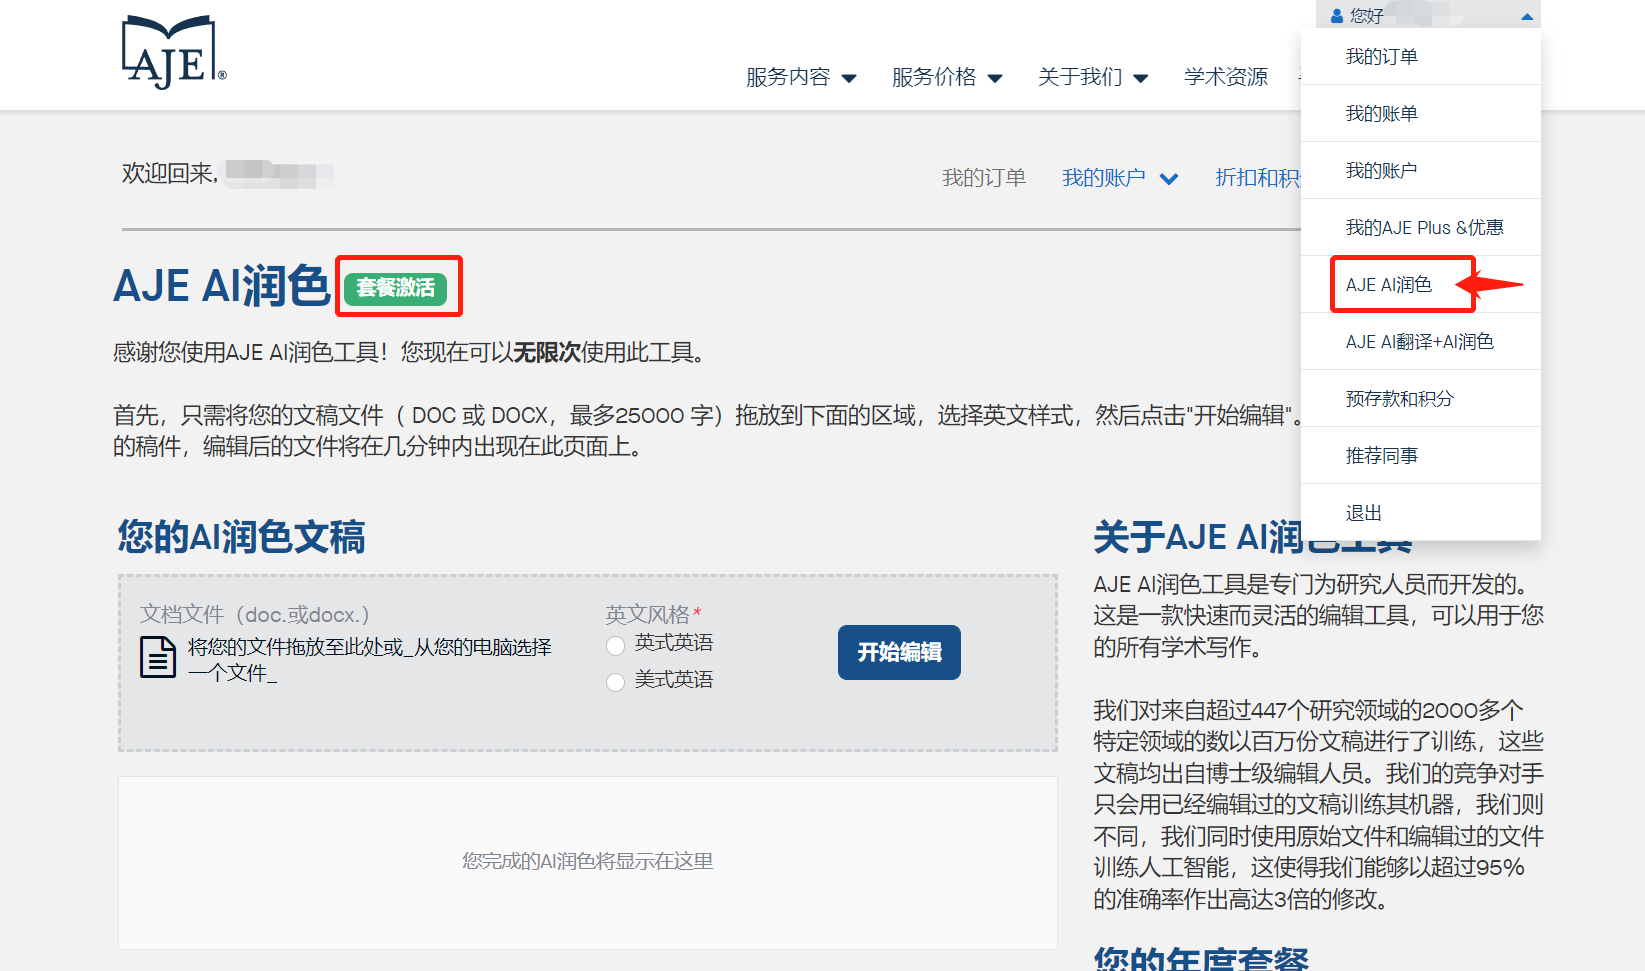 AJE®
您好
服务内容
服务价格
关于我们
学术资源
我的订单
我的账单
我的账户
我的AJE Plus &优惠
AJE AI润色
AJE AI翻译+AI润色
预存款和积分
推荐同事
退出
欢迎回来,
我的订单
我的账户
折扣和积
AJE AI润色 套餐激活
感谢您使用AJE AI润色工具！您现在可以无限次使用此工具。
首先，只需将您的文稿文件（ DOC 或 DOCX，最多25000 字）拖放到下面的区域，选择英文样式，然后点击"开始编辑"。
的稿件，编辑后的文件将在几分钟内出现在此页面上。
您的AI润色文稿
文档文件（doc.或docx.）
将您的文件拖放至此处或_从您的电脑选择
一个文件_
英文风格*
英式英语
美式英语
开始编辑
您完成的AI润色将显示在这里
关于AJE AI润色工具
AJE AI润色工具是专门为研究人员而开发的。
这是一款快速而灵活的编辑工具，可以用于您
的所有学术写作。
我们对来自超过447个研究领域的2000多个
特定领域的数以百万份文稿进行了训练，这些
文稿均出自博士级编辑人员。我们的竞争对手
只会用已经编辑过的文稿训练其机器，我们则
不同，我们同时使用原始文件和编辑过的文件
训练人工智能，这使得我们能够以超过95%
的准确率作出高达3倍的修改。
您的年度套餐